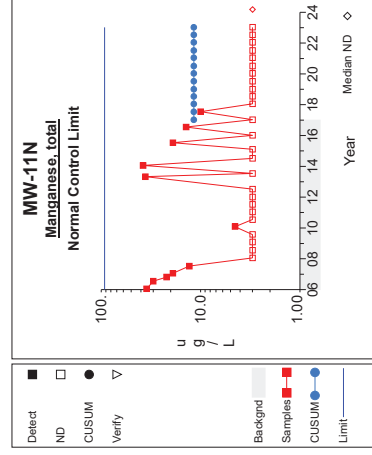 MW-11N
Manganese, total
Normal Control Limit
100.
10.0
1.00
u
g/
L
06 08 10 12 14 16 18 20 22 24
Year
Median ND
Detect
ND
CUSUM
Verify
Backgnd
Samples
CUSUM
Limit